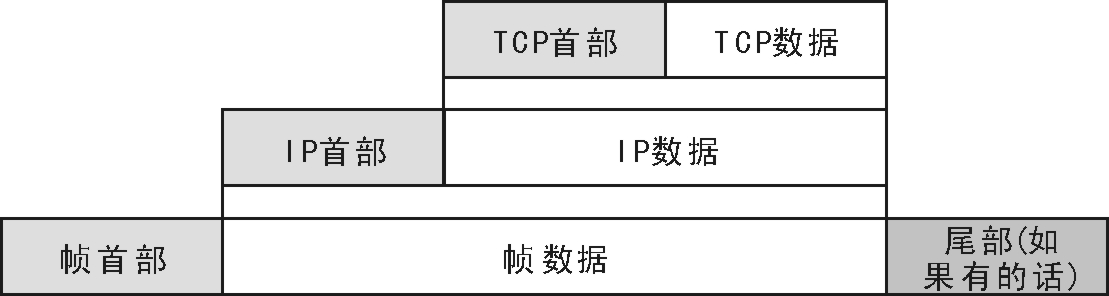 TCP首部 TCP数据
IP首部 IP数据
帧首部 帧数据 尾部(如
果有的话)